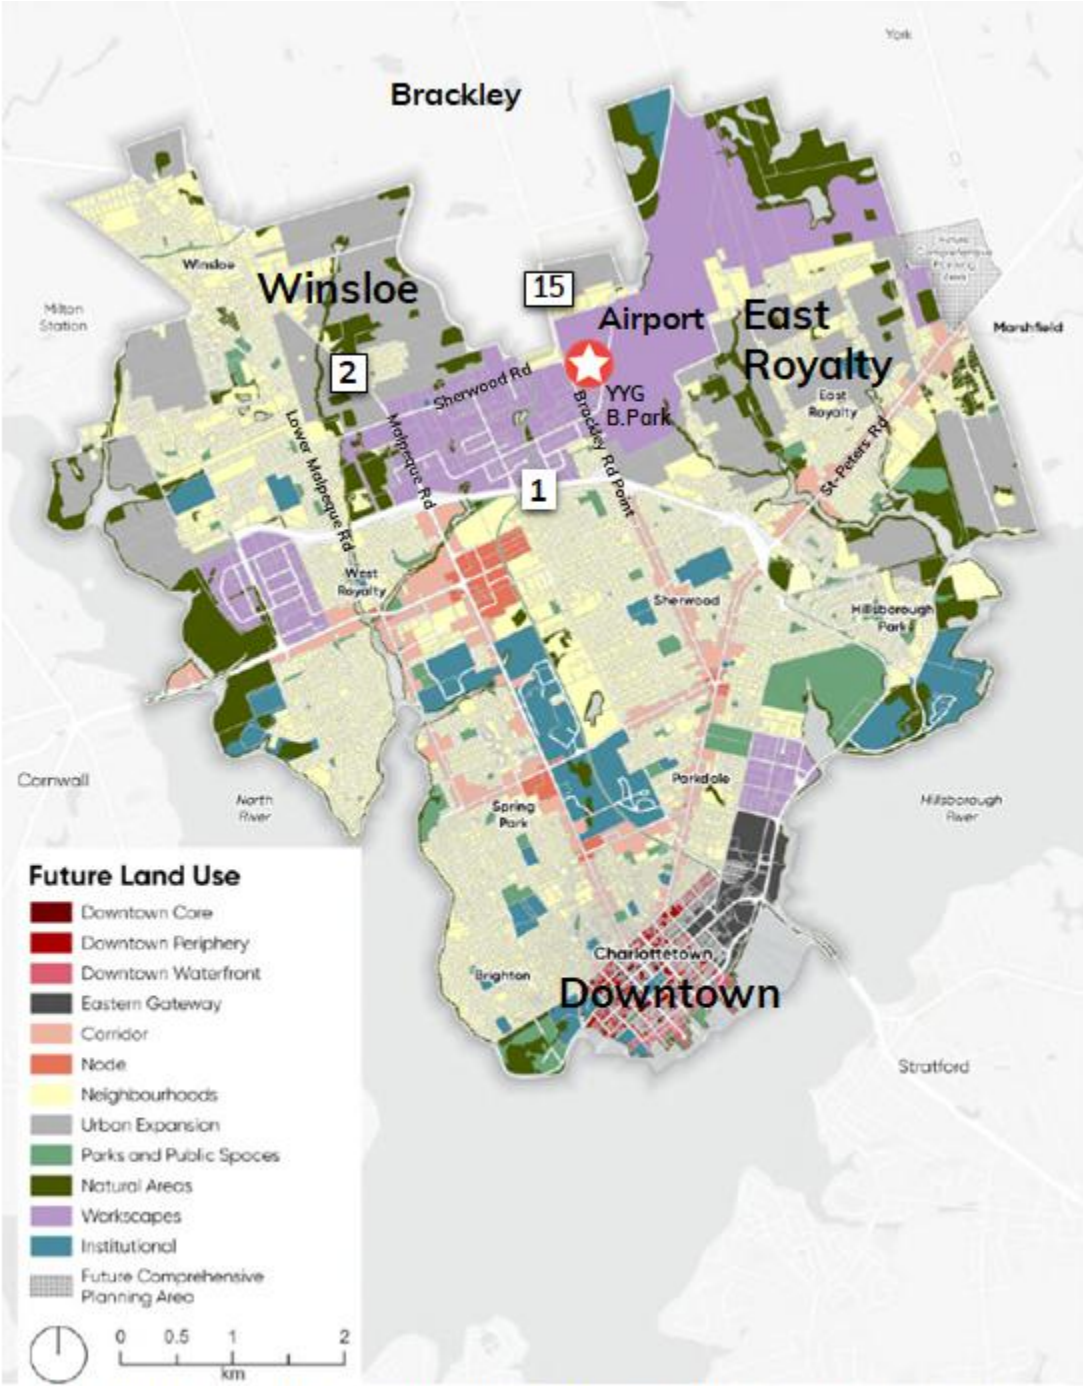 York
Brackley
Winsloe
Winsloe
15
Airport
East
Royalty
Milton
Station
Future
Comprehensive
Planning
Area
Marshfield
2
Sherwood Rd
YYG
B.Park
East
Royalty
Lower Malpeque Rd
Malpeque Rd
Brackley Rd Point
St-Peters Rd
1
West
Royalty
Sherwood
Hillsborough
Park
Cornwall
North
River
Spring
Park
Parkdale
Hillsborough
River
Brighton
Charlottetown
Downtown
Stratford
Future Land Use
Downtown Core
Downtown Periphery
Downtown Waterfront
Eastern Gateway
Corridor
Node
Neighbourhoods
Urban Expansion
Parks and Public Spaces
Natural Areas
Workscapes
Institutional
Future Comprehensive
Planning Area
0 0.5 1 2
km